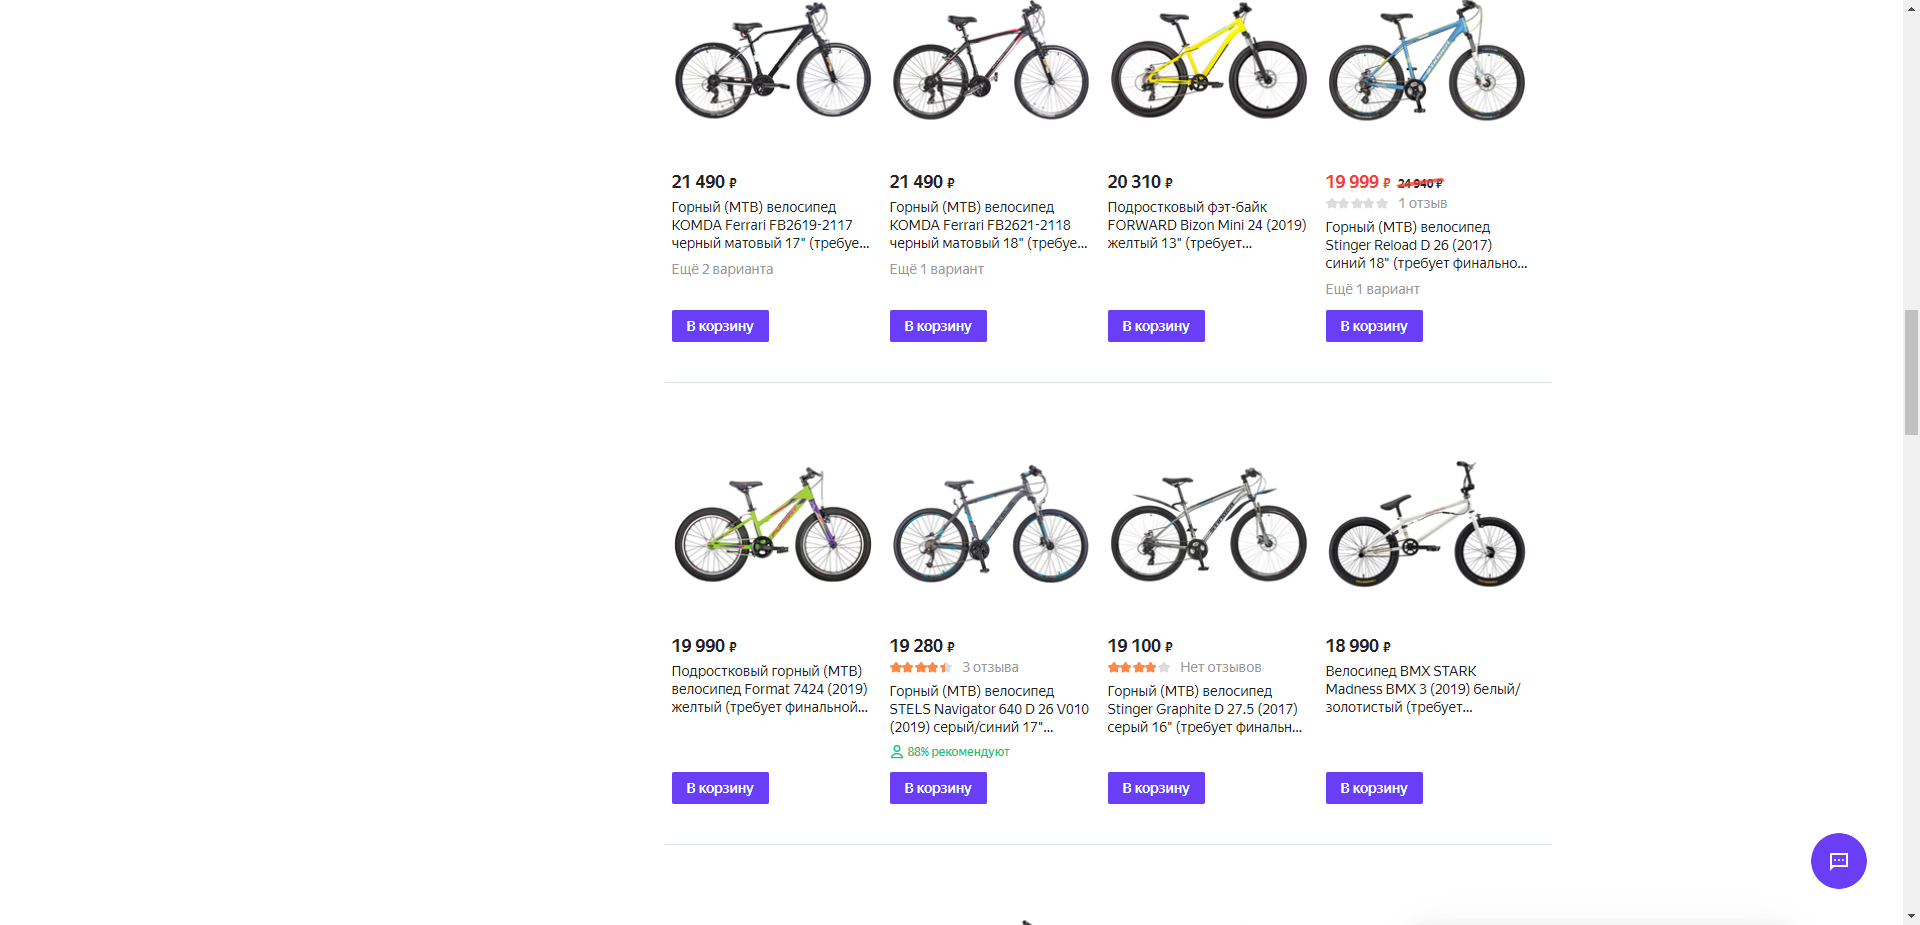 21 490 ₽
Горный (MTB) велосипед
KOMDA Ferrari FB2619-2117
черный матовый 17" (требуе...
Ещё 2 варианта
В корзину
21 490 ₽
Горный (MTB) велосипед
KOMDA Ferrari FB2621-2118
черный матовый 18" (требуе...
Ещё 1 вариант
В корзину
20 310 ₽
Подростковый фэт-байк
FORWARD Bizon Mini 24 (2019)
желтый 13" (требует...
В корзину
19 999 ₽ 24 940 ₽
1 отзыв
Горный (MTB) велосипед
Stinger Reload D 26 (2017)
синий 18" (требует финально...
Ещё 1 вариант
В корзину
19 990 ₽
Подростковый горный (MTB)
велосипед Format 7424 (2019)
желтый (требует финальной...
В корзину
19 280 ₽
3 отзыва
Горный (MTB) велосипед
STELS Navigator 640 D 26 V010
(2019) серый/синий 17"...
88% рекомендуют
В корзину
19 100 ₽
Нет отзывов
Горный (MTB) велосипед
Stinger Graphite D 27.5 (2017)
серый 16" (требует финальн...
В корзину
18 990 ₽
Велосипед BMX STARK
Madness BMX 3 (2019) белый/
золотистый (требует...
В корзину